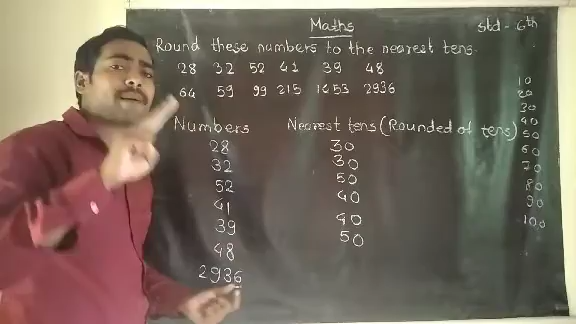 Maths
std - 6th
Round these numbers to the nearest tens.
28 32 52 41 39 48
64 59 99 215 1453 2936
Numbers Nearest tens (Rounded of tens)
28 30
32 30
52 50
41 40
39 40
48 50
2936
10
20
30
40
50
60
70
80
90
100